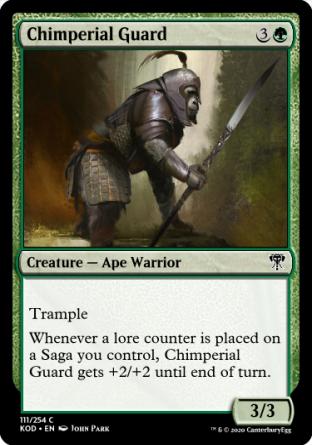 Chimperial Guard 3
Creature — Ape Warrior
Trample
Whenever a lore counter is placed on
a Saga you control, Chimperial
Guard gets +2/+2 until end of turn.
3/3
111/254 C
KOD • EN John Park
™ & © 2020 CanterburyEgg